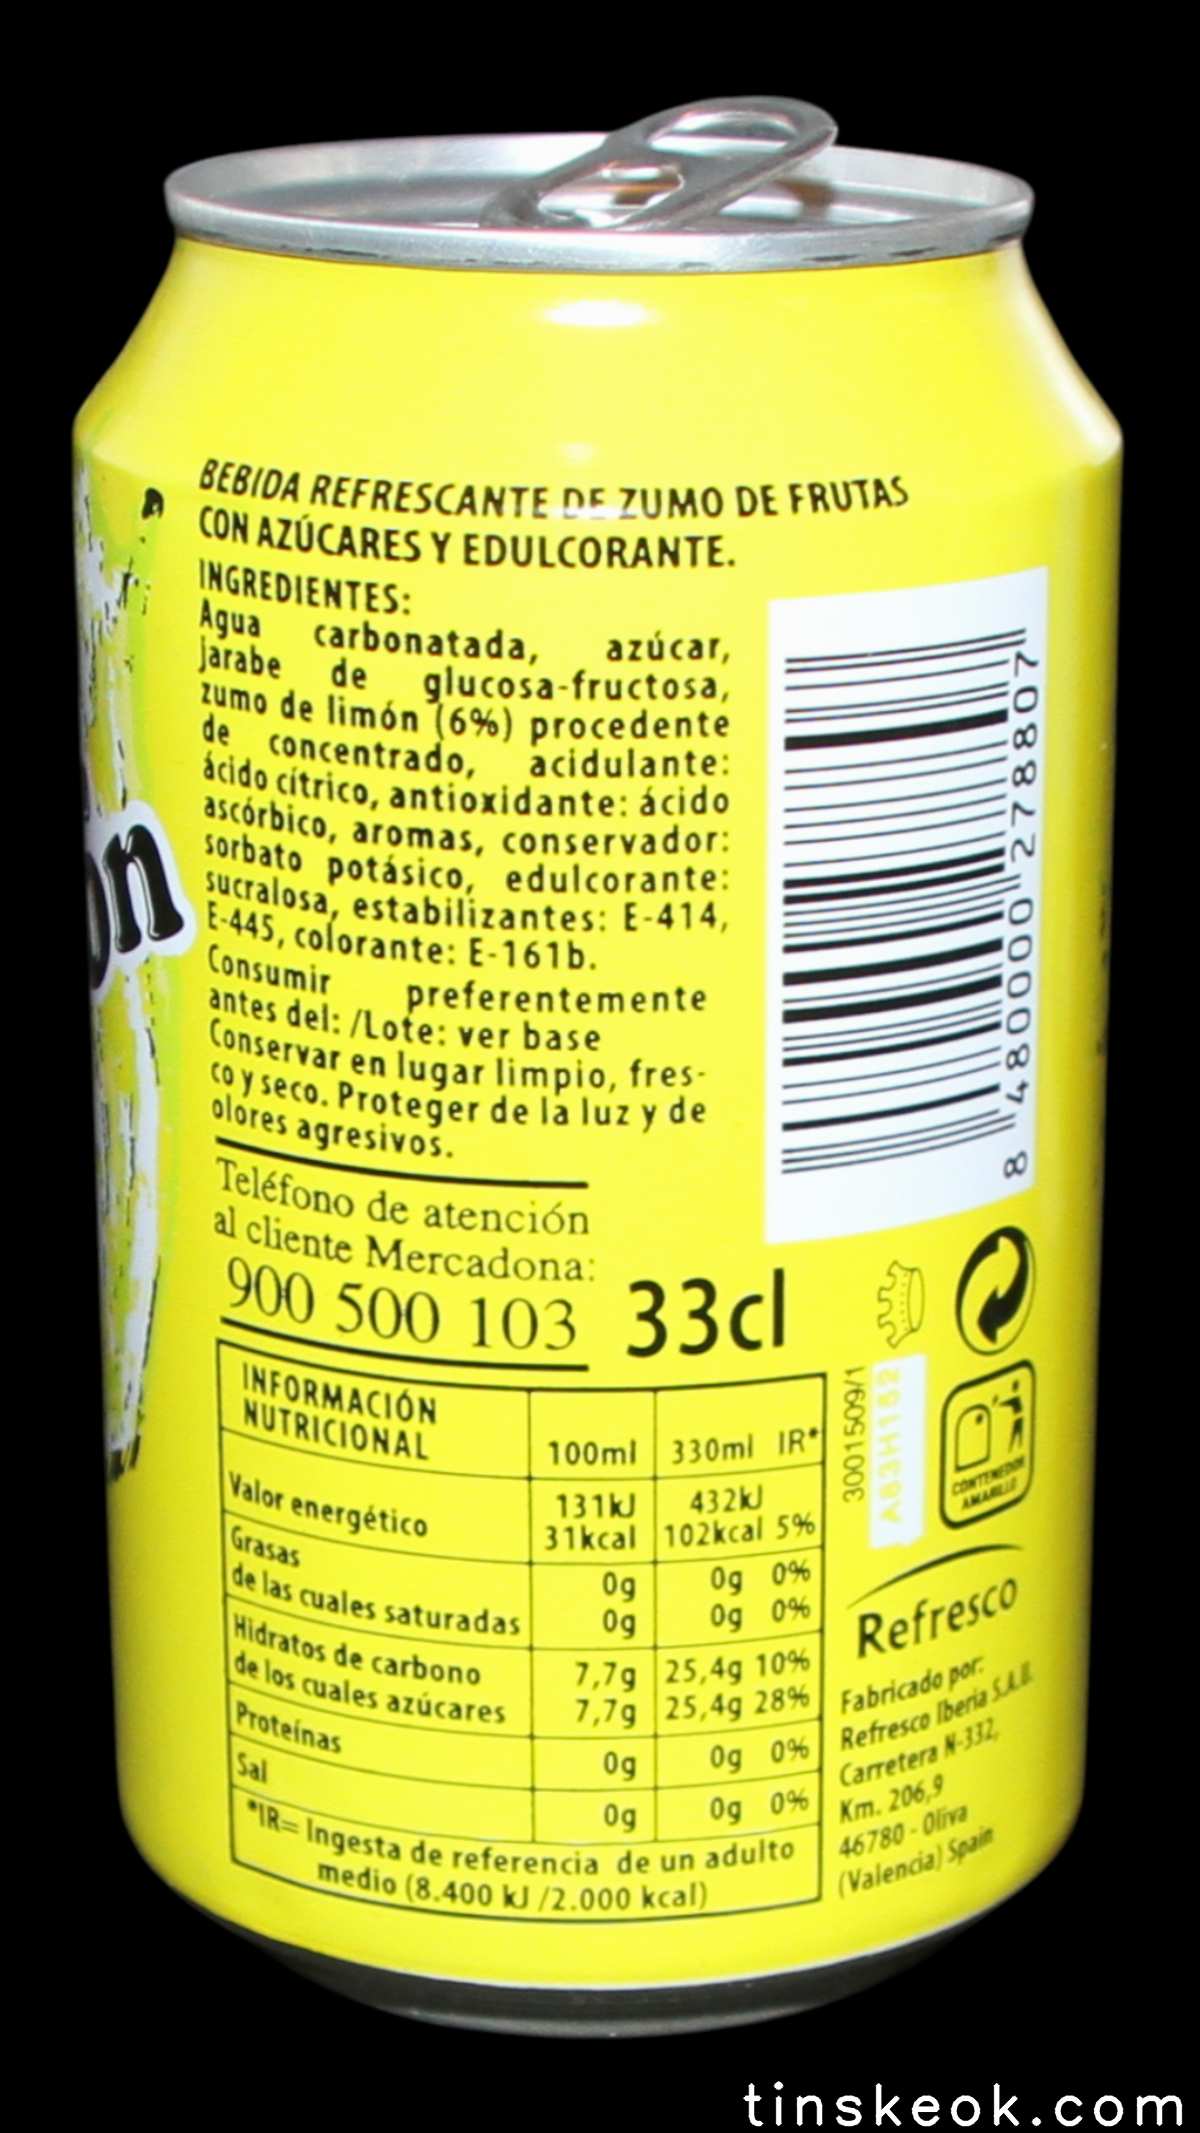 BEBIDA REFRESCANTE DE ZUMO DE FRUTAS
CON AZÚCARES Y EDULCORANTE.
INGREDIENTES:
Agua carbonatada, azúcar,
jarabe de glucosa-fructosa,
zumo de limón (6%) procedente
de concentrado, acidulante:
ácido cítrico, antioxidante: ácido
ascórbico, aromas, conservador:
sorbato potásico, edulcorante:
sucralosa, estabilizantes: E-414,
E-445, colorante: E-161b.
Consumir preferentemente
antes del: /Lote: ver base
Conservar en lugar limpio, fres-
co y seco. Proteger de la luz y de
olores agresivos.
Teléfono de atención
al cliente Mercadona:
900 500 103
33cl
INFORMACIÓN
NUTRICIONAL 100ml 330ml IR*
Valor energético 131kJ 432kJ
31kcal 102kcal 5%
Grasas 0g 0g 0%
de las cuales saturadas 0g 0g 0%
Hidratos de carbono 7,7g 25,4g 10%
de los cuales azúcares 7,7g 25,4g 28%
Proteínas 0g 0g 0%
Sal 0g 0g 0%
*IR= Ingesta de referencia de un adulto
medio (8.400 kJ /2.000 kcal)
8 480000 278807
3001509/1
A63H152
CONTENEDOR
AMARILLO
Refresco
Fabricado por:
Refresco Iberia S.A.U.
Carretera N-332,
Km. 206,9
46780 - Oliva
(Valencia) Spain
tinskeok.com